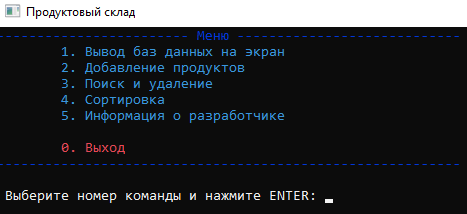 Продуктовый склад
------------------------ Меню ------------------------
1. Вывод баз данных на экран
2. Добавление продуктов
3. Поиск и удаление
4. Сортировка
5. Информация о разработчике
0. Выход
----------------------------------------------------------
Выберите номер команды и нажмите ENTER: _